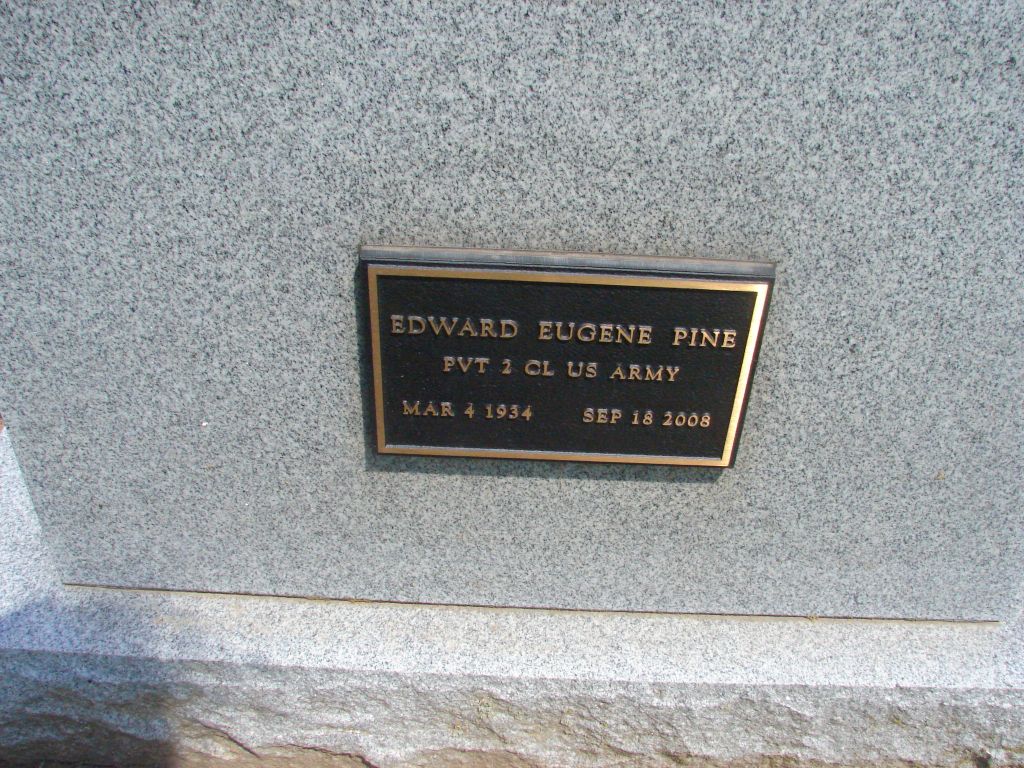 EDWARD EUGENE PINE
PVT 2 CL US ARMY
MAR 4 1934 SEP 18 2008